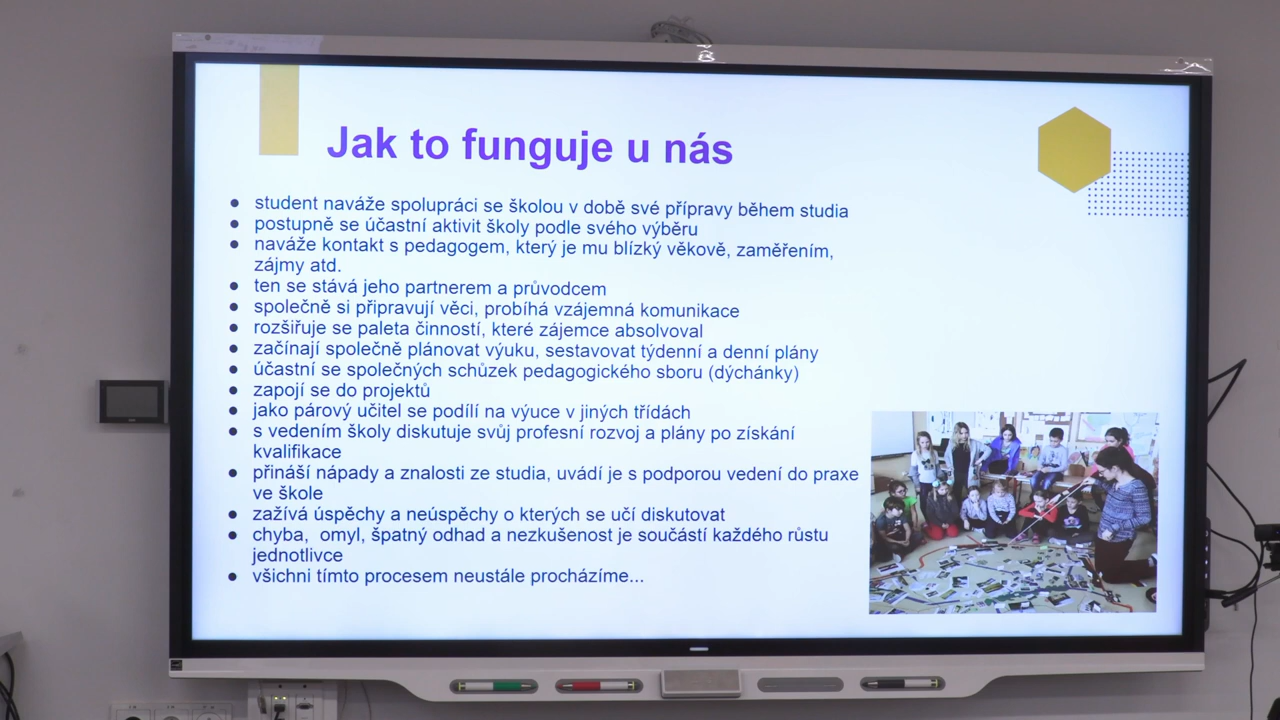 Jak to funguje u nás
● student naváže spolupráci se školou v době své přípravy během studia
● postupně se účastní aktivit školy podle svého výběru
● naváže kontakt s pedagogem, který je mu blízký věkově, zaměřením,
zájmy atd.
● ten se stává jeho partnerem a průvodcem
● společně si připravují věci, probíhá vzájemná komunikace
● rozšiřuje se paleta činností, které zájemce absolvoval
● začínají společně plánovat výuku, sestavovat týdenní a denní plány
● účastní se společných schůzek pedagogického sboru (dýchánky)
● zapojí se do projektů
● jako párový učitel se podílí na výuce v jiných třídách
● s vedením školy diskutuje svůj profesní rozvoj a plány po získání
kvalifikace
● přináší nápady a znalosti ze studia, uvádí je s podporou vedení do praxe
ve škole
● zažívá úspěchy a neúspěchy o kterých se učí diskutovat
● chyba,  omyl, špatný odhad a nezkušenost je součástí každého růstu
jednotlivce
● všichni tímto procesem neustále procházíme...